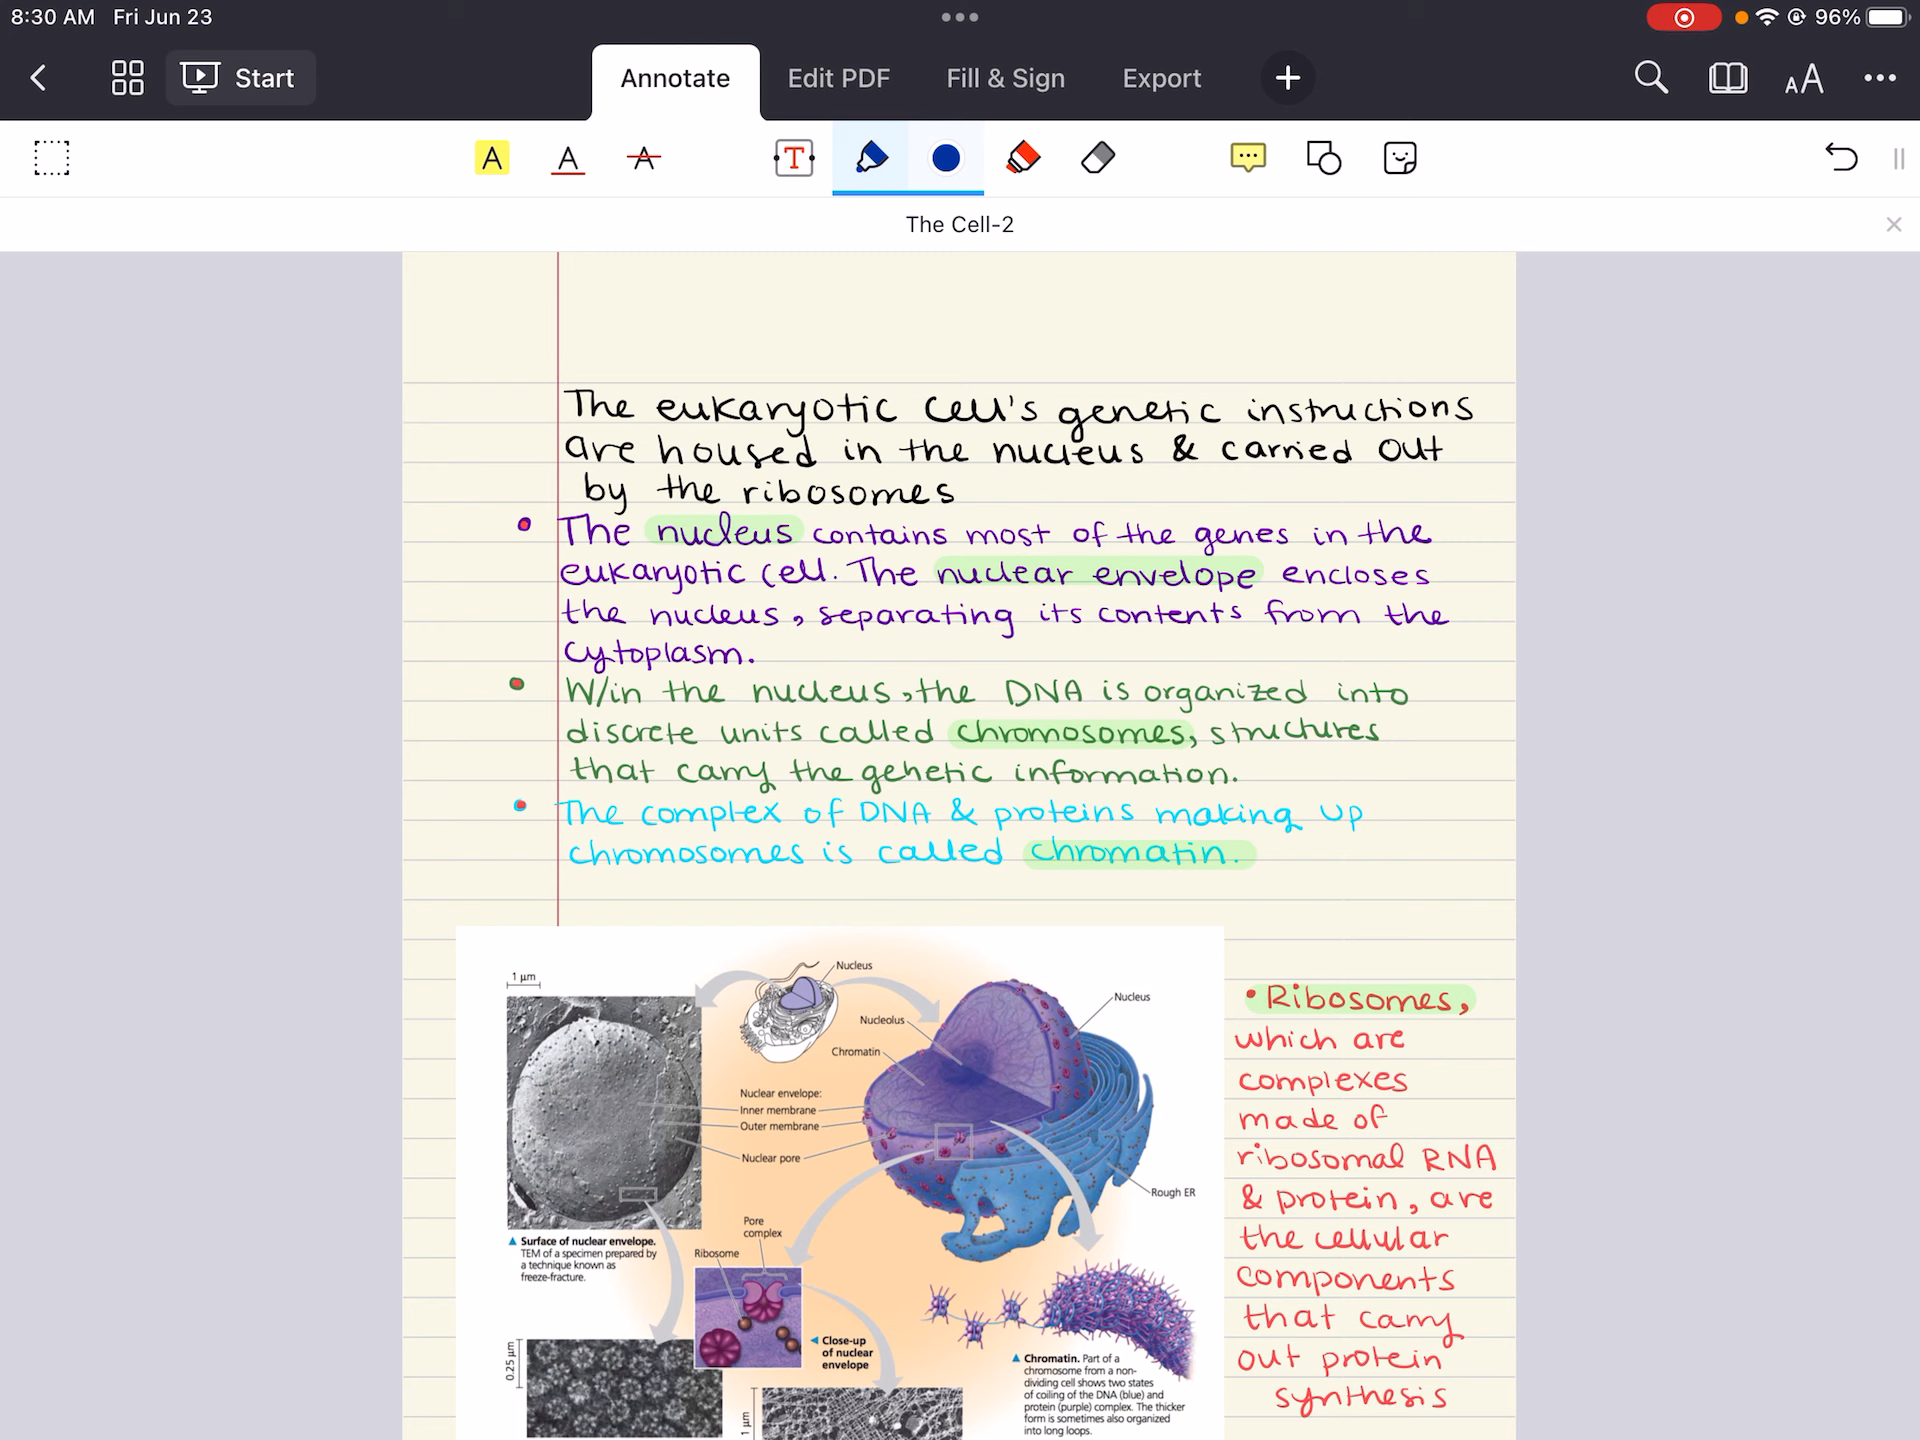 8:30 AM Fri Jun 23
96%
Start
Annotate
Edit PDF
Fill & Sign
Export
The Cell-2
The eukaryotic cell's genetic instructions
are housed in the nucleus & carried out
by the ribosomes
• The nucleus contains most of the genes in the
eukaryotic cell. The nuclear envelope encloses
the nucleus, separating its contents from the
cytoplasm.
• W/in the nucleus, the DNA is organized into
discrete units called chromosomes, structures
that carry the genetic information.
• The complex of DNA & proteins making up
chromosomes is called chromatin.
1 µm
Nucleus
Nucleus
Nucleolus
Chromatin
Nuclear envelope:
Inner membrane
Outer membrane
Nuclear pore
Rough ER
Pore
complex
Ribosome
▲ Surface of nuclear envelope.
TEM of a specimen prepared by
a technique known as
freeze-fracture.
◀ Close-up
of nuclear
envelope
0.25 µm
1 µm
▲ Chromatin. Part of a
chromosome from a non-
dividing cell shows two states
of coiling of the DNA (blue) and
protein (purple) complex. The thicker
form is sometimes also organized
into long loops.
• Ribosomes,
which are
complexes
made of
ribosomal RNA
& protein, are
the cellular
components
that carry
out protein
synthesis